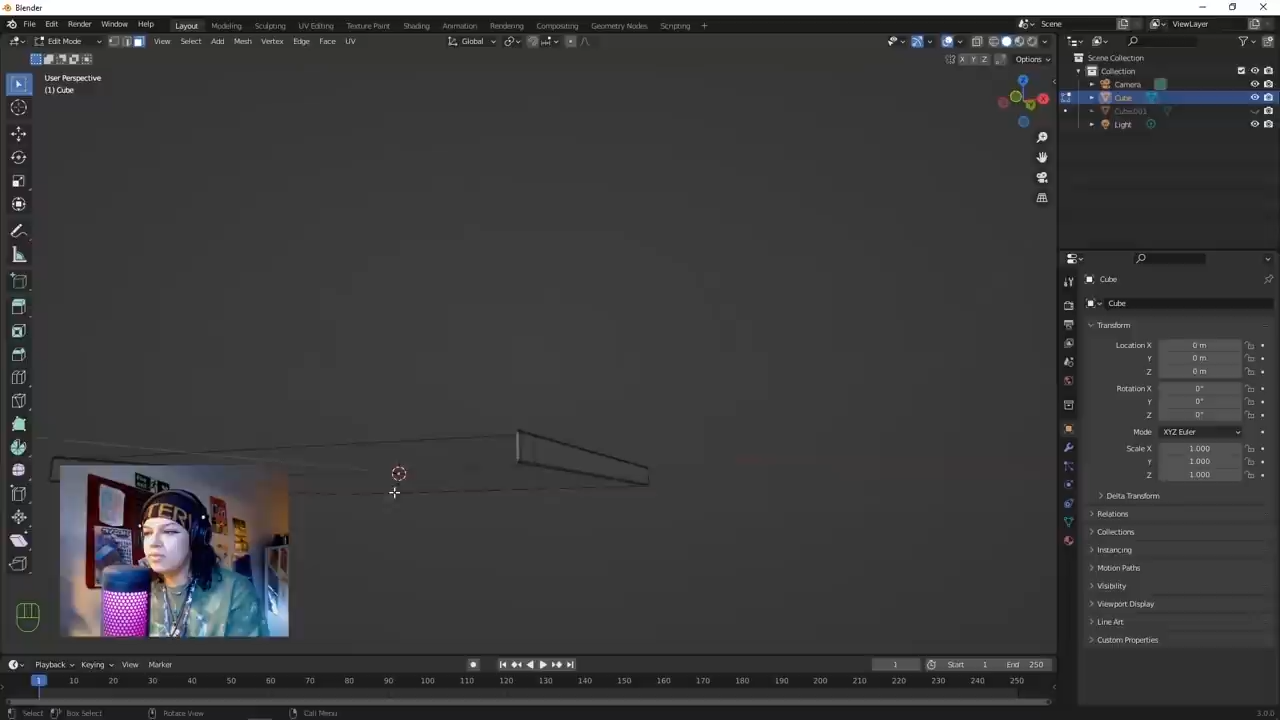 Blender
File Edit Render Window Help
Layout Modeling Sculpting UV Editing Texture Paint Shading Animation Rendering Compositing Geometry Nodes Scripting +
Scene
ViewLayer
Edit Mode
View Select Add Mesh Vertex Edge Face UV
Global
X Y Z
Options
User Perspective
(1) Cube
Z
X
Y
Scene Collection
Collection
Camera
Cube
Cube.001
Light
Cube
Cube
Transform
Location X 0 m
Y 0 m
Z 0 m
Rotation X 0°
Y 0°
Z 0°
Mode XYZ Euler
Scale X 1.000
Y 1.000
Z 1.000
Delta Transform
Relations
Collections
Instancing
Motion Paths
Visibility
Viewport Display
Line Art
Custom Properties
Playback Keying View Marker
1
Start 1
End 250
1 10 20 30 40 50 60 70 80 90 100 110 120 130 140 150 160 170 180 190 200 210 220 230 240 250
Select Box Select Rotate View Call Menu
3.0.0